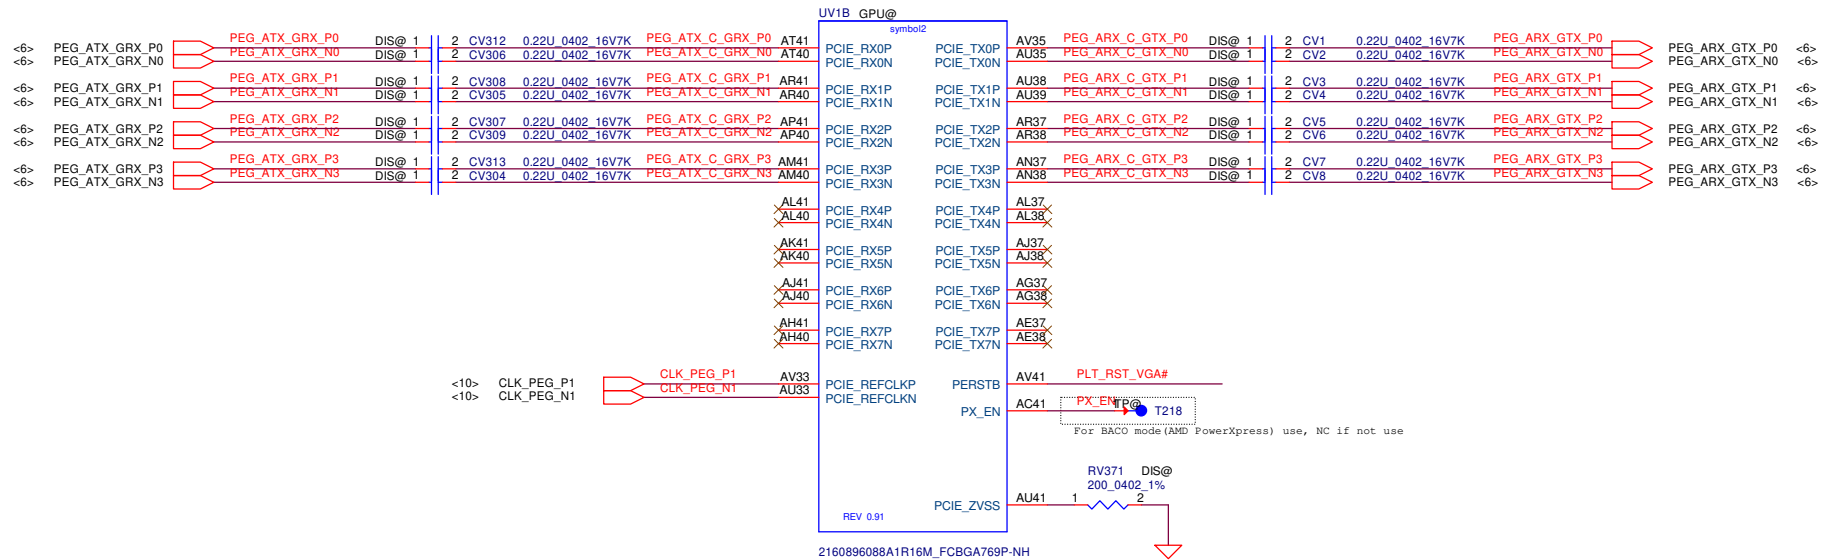 UV1B GPU@
symbol2
<6> PEG_ATX_GRX_P0 PEG_ATX_GRX_P0 DIS@ 1 2 CV312 0.22U_0402_16V7K PEG_ATX_C_GRX_P0 AT41 PCIE_RX0P PCIE_TX0P AV35 PEG_ARX_C_GTX_P0 DIS@ 1 2 CV1 0.22U_0402_16V7K PEG_ARX_GTX_P0 PEG_ARX_GTX_P0 <6>
<6> PEG_ATX_GRX_N0 PEG_ATX_GRX_N0 DIS@ 1 2 CV306 0.22U_0402_16V7K PEG_ATX_C_GRX_N0 AT40 PCIE_RX0N PCIE_TX0N AU35 PEG_ARX_C_GTX_N0 DIS@ 1 2 CV2 0.22U_0402_16V7K PEG_ARX_GTX_N0 PEG_ARX_GTX_N0 <6>
<6> PEG_ATX_GRX_P1 PEG_ATX_GRX_P1 DIS@ 1 2 CV308 0.22U_0402_16V7K PEG_ATX_C_GRX_P1 AR41 PCIE_RX1P PCIE_TX1P AU38 PEG_ARX_C_GTX_P1 DIS@ 1 2 CV3 0.22U_0402_16V7K PEG_ARX_GTX_P1 PEG_ARX_GTX_P1 <6>
<6> PEG_ATX_GRX_N1 PEG_ATX_GRX_N1 DIS@ 1 2 CV305 0.22U_0402_16V7K PEG_ATX_C_GRX_N1 AR40 PCIE_RX1N PCIE_TX1N AU39 PEG_ARX_C_GTX_N1 DIS@ 1 2 CV4 0.22U_0402_16V7K PEG_ARX_GTX_N1 PEG_ARX_GTX_N1 <6>
<6> PEG_ATX_GRX_P2 PEG_ATX_GRX_P2 DIS@ 1 2 CV307 0.22U_0402_16V7K PEG_ATX_C_GRX_P2 AP41 PCIE_RX2P PCIE_TX2P AR37 PEG_ARX_C_GTX_P2 DIS@ 1 2 CV5 0.22U_0402_16V7K PEG_ARX_GTX_P2 PEG_ARX_GTX_P2 <6>
<6> PEG_ATX_GRX_N2 PEG_ATX_GRX_N2 DIS@ 1 2 CV309 0.22U_0402_16V7K PEG_ATX_C_GRX_N2 AP40 PCIE_RX2N PCIE_TX2N AR38 PEG_ARX_C_GTX_N2 DIS@ 1 2 CV6 0.22U_0402_16V7K PEG_ARX_GTX_N2 PEG_ARX_GTX_N2 <6>
<6> PEG_ATX_GRX_P3 PEG_ATX_GRX_P3 DIS@ 1 2 CV313 0.22U_0402_16V7K PEG_ATX_C_GRX_P3 AM41 PCIE_RX3P PCIE_TX3P AN37 PEG_ARX_C_GTX_P3 DIS@ 1 2 CV7 0.22U_0402_16V7K PEG_ARX_GTX_P3 PEG_ARX_GTX_P3 <6>
<6> PEG_ATX_GRX_N3 PEG_ATX_GRX_N3 DIS@ 1 2 CV304 0.22U_0402_16V7K PEG_ATX_C_GRX_N3 AM40 PCIE_RX3N PCIE_TX3N AN38 PEG_ARX_C_GTX_N3 DIS@ 1 2 CV8 0.22U_0402_16V7K PEG_ARX_GTX_N3 PEG_ARX_GTX_N3 <6>
AL41 PCIE_RX4P PCIE_TX4P AL37
AL40 PCIE_RX4N PCIE_TX4N AL38
AK41 PCIE_RX5P PCIE_TX5P AJ37
AK40 PCIE_RX5N PCIE_TX5N AJ38
AJ41 PCIE_RX6P PCIE_TX6P AG37
AJ40 PCIE_RX6N PCIE_TX6N AG38
AH41 PCIE_RX7P PCIE_TX7P AE37
AH40 PCIE_RX7N PCIE_TX7N AE38
<10> CLK_PEG_P1 CLK_PEG_P1 AV33 PCIE_REFCLKP PERSTB AV41 PLT_RST_VGA#
<10> CLK_PEG_N1 CLK_PEG_N1 AU33 PCIE_REFCLKN
PX_EN AC41 PX_EN TP@ T218
For BACO mode(AMD PowerXpress) use, NC if not use
RV371 DIS@
200_0402_1%
PCIE_ZVSS AU41 1 2
REV 0.91
2160896088A1R16M_FCBGA769P-NH